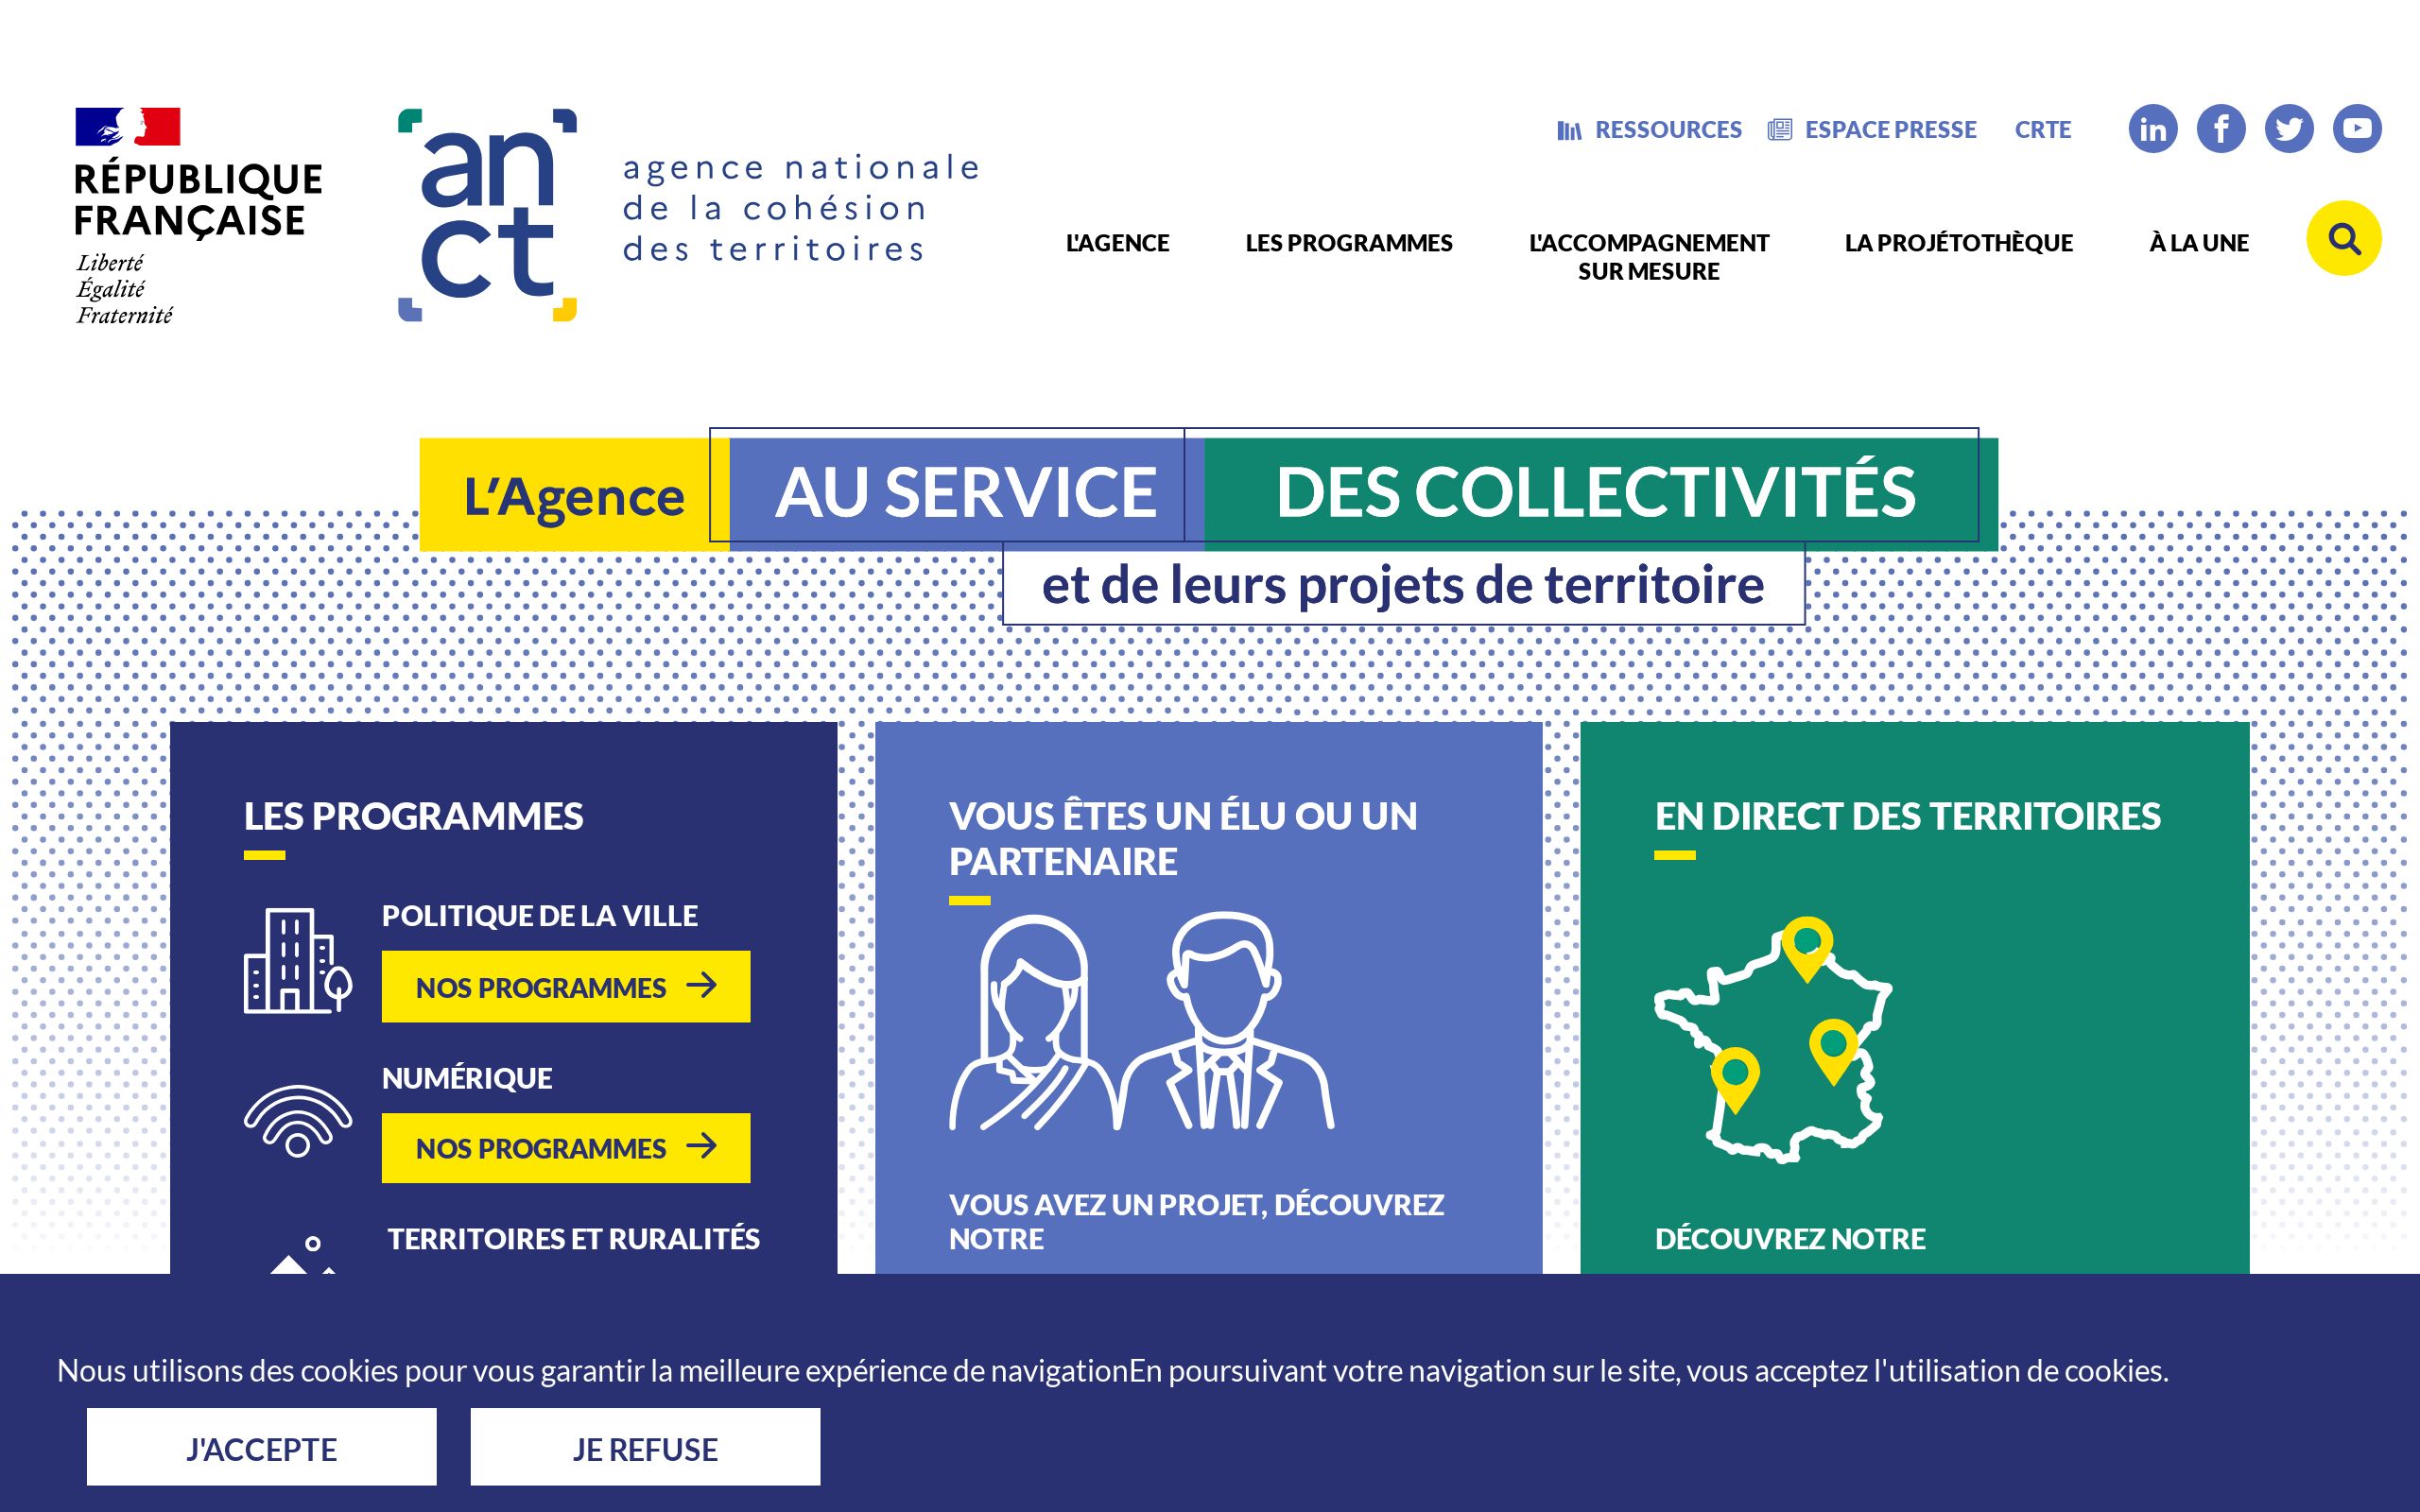 RÉPUBLIQUE
FRANÇAISE
Liberté
Égalité
Fraternité
an
ct
agence nationale
de la cohésion
des territoires
RESSOURCES
ESPACE PRESSE
CRTE
L'AGENCE
LES PROGRAMMES
L'ACCOMPAGNEMENT
SUR MESURE
LA PROJÉTOTHÈQUE
À LA UNE
L'Agence
AU SERVICE
DES COLLECTIVITÉS
et de leurs projets de territoire
LES PROGRAMMES
POLITIQUE DE LA VILLE
NOS PROGRAMMES
NUMÉRIQUE
NOS PROGRAMMES
TERRITOIRES ET RURALITÉS
VOUS ÊTES UN ÉLU OU UN
PARTENAIRE
VOUS AVEZ UN PROJET, DÉCOUVREZ
NOTRE
EN DIRECT DES TERRITOIRES
DÉCOUVREZ NOTRE
Nous utilisons des cookies pour vous garantir la meilleure expérience de navigationEn poursuivant votre navigation sur le site, vous acceptez l'utilisation de cookies.
J'ACCEPTE
JE REFUSE